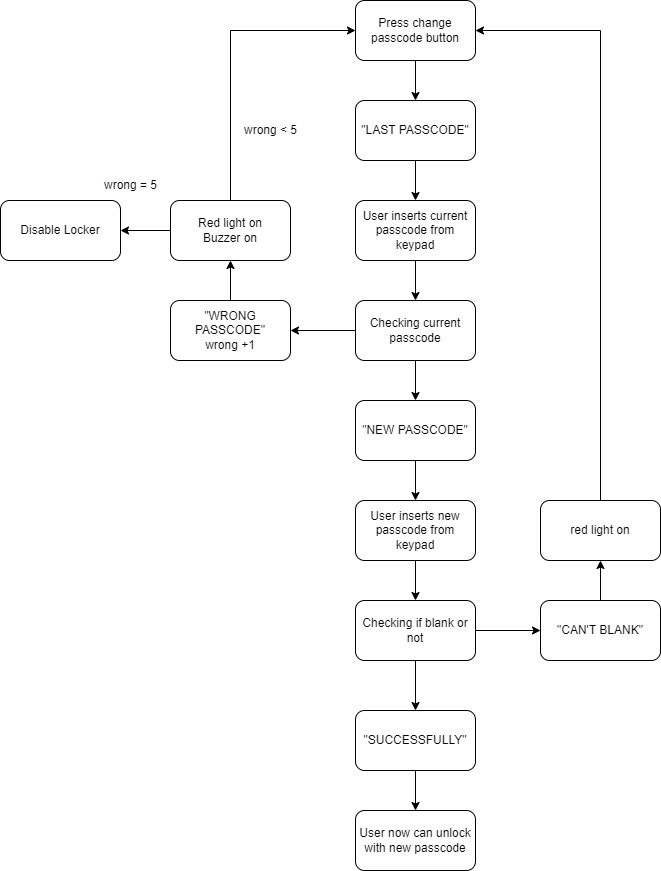 Press change
passcode button
wrong < 5
"LAST PASSCODE"
wrong = 5
Disable Locker
Red light on
Buzzer on
User inserts current
passcode from
keypad
"WRONG
PASSCODE"
wrong +1
Checking current
passcode
"NEW PASSCODE"
User inserts new
passcode from
keypad
red light on
Checking if blank or
not
"CAN'T BLANK"
"SUCCESSFULLY"
User now can unlock
with new passcode